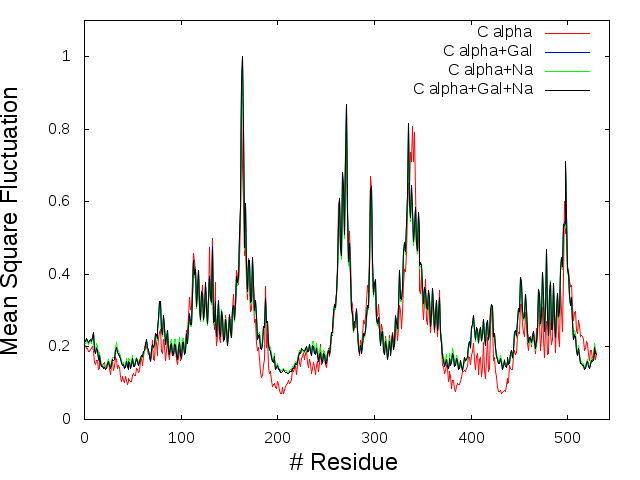 C alpha
C alpha+Gal
C alpha+Na
C alpha+Gal+Na
1
0.8
0.6
0.4
0.2
0
Mean Square Fluctuation
0 100 200 300 400 500
# Residue